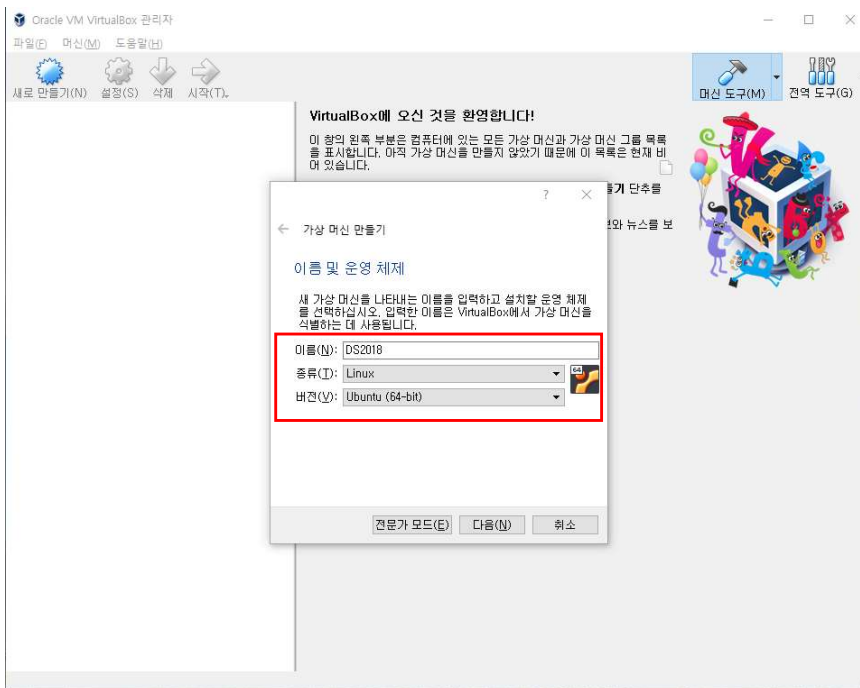 Oracle VM VirtualBox 관리자
파일(F) 머신(M) 도움말(H)
새로 만들기(N) 설정(S) 삭제 시작(T)
머신 도구(M) 전역 도구(G)
VirtualBox에 오신 것을 환영합니다!
이 창의 왼쪽 부분은 컴퓨터에 있는 모든 가상 머신과 가상 머신 그룹 목록
을 표시합니다. 아직 가상 머신을 만들지 않았기 때문에 이 목록은 현재 비
어 있습니다.
기 단추를
와 뉴스를 보
?
가상 머신 만들기
이름 및 운영 체제
새 가상 머신을 나타내는 이름을 입력하고 설치할 운영 체제
를 선택하십시오. 입력한 이름은 VirtualBox에서 가상 머신을
식별하는 데 사용됩니다.
이름(N): DS2018
종류(T): Linux
64
버전(V): Ubuntu (64-bit)
전문가 모드(E) 다음(N) 취소